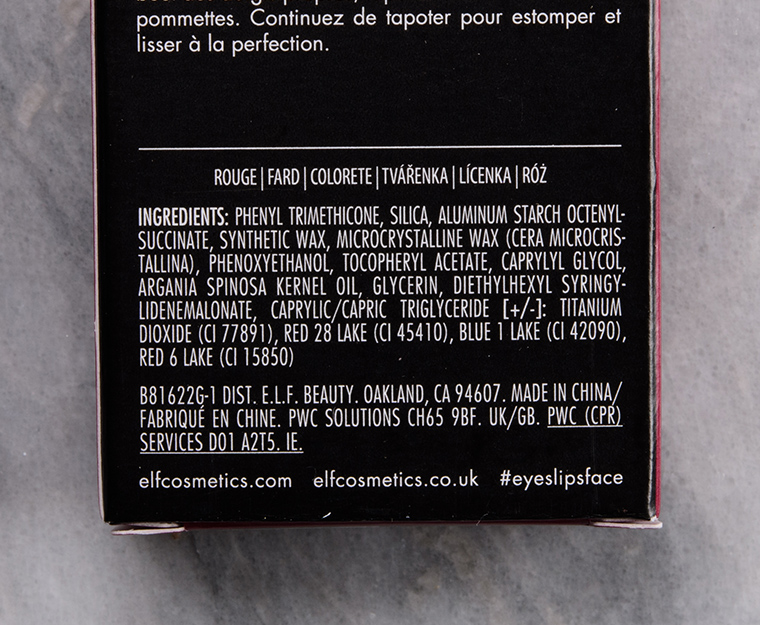 pommettes. Continuez de tapoter pour estomper et
lisser à la perfection.
ROUGE | FARD | COLORETE | TVÁŘENKA | LÍCENKA | RÓŻ
INGREDIENTS: PHENYL TRIMETHICONE, SILICA, ALUMINUM STARCH OCTENYL-
SUCCINATE, SYNTHETIC WAX, MICROCRYSTALLINE WAX (CERA MICROCRIS-
TALLINA), PHENOXYETHANOL, TOCOPHERYL ACETATE, CAPRYLYL GLYCOL,
ARGANIA SPINOSA KERNEL OIL, GLYCERIN, DIETHYLHEXYL SYRINGY-
LIDENEMALONATE, CAPRYLIC/CAPRIC TRIGLYCERIDE [+/-]: TITANIUM
DIOXIDE (CI 77891), RED 28 LAKE (CI 45410), BLUE 1 LAKE (CI 42090),
RED 6 LAKE (CI 15850)
B81622G-1 DIST. E.L.F. BEAUTY. OAKLAND, CA 94607. MADE IN CHINA/
FABRIQUÉ EN CHINE. PWC SOLUTIONS CH65 9BF. UK/GB. PWC (CPR)
SERVICES D01 A2T5. IE.
elfcosmetics.com elfcosmetics.co.uk #eyeslipsface